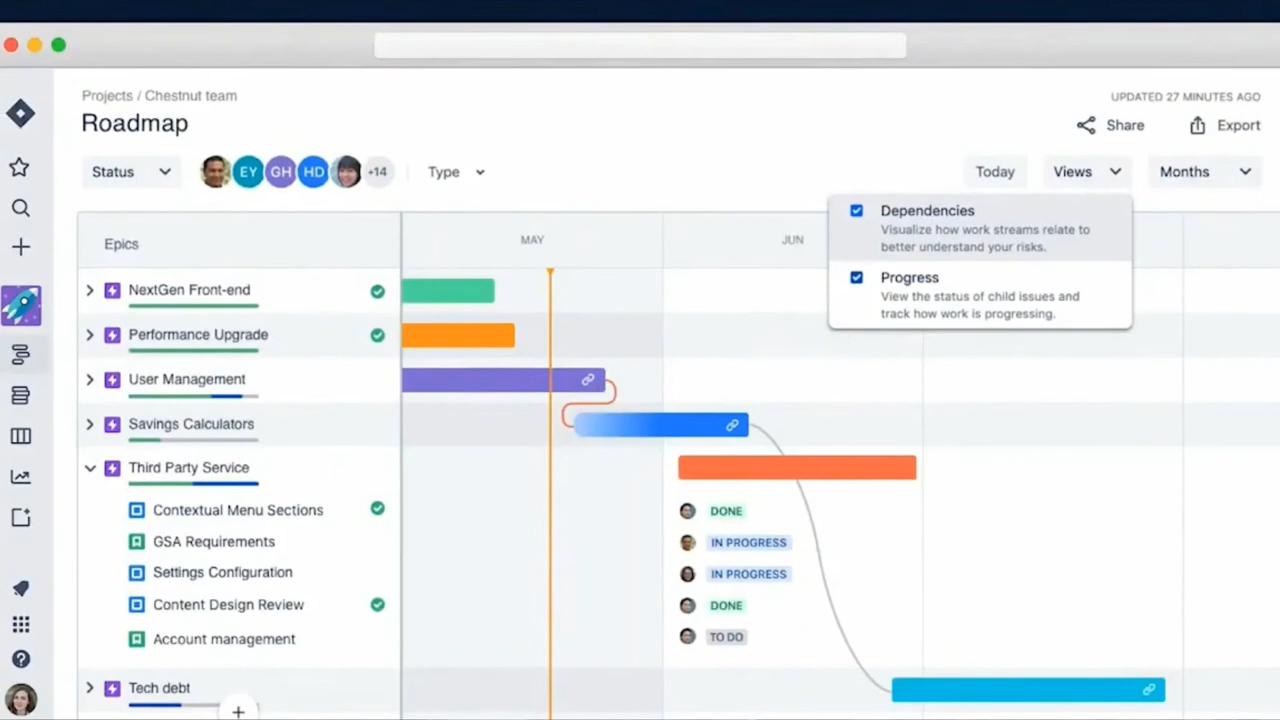 Projects / Chestnut team
UPDATED 27 MINUTES AGO
Roadmap
Share
Export
Status
EY
GH
HD
+14
Type
Today
Views
Months
Dependencies
Visualize how work streams relate to
better understand your risks.
Progress
View the status of child issues and
track how work is progressing.
Epics
MAY
JUN
NextGen Front-end
Performance Upgrade
User Management
Savings Calculators
Third Party Service
Contextual Menu Sections
DONE
GSA Requirements
IN PROGRESS
Settings Configuration
IN PROGRESS
Content Design Review
DONE
Account management
TO DO
Tech debt